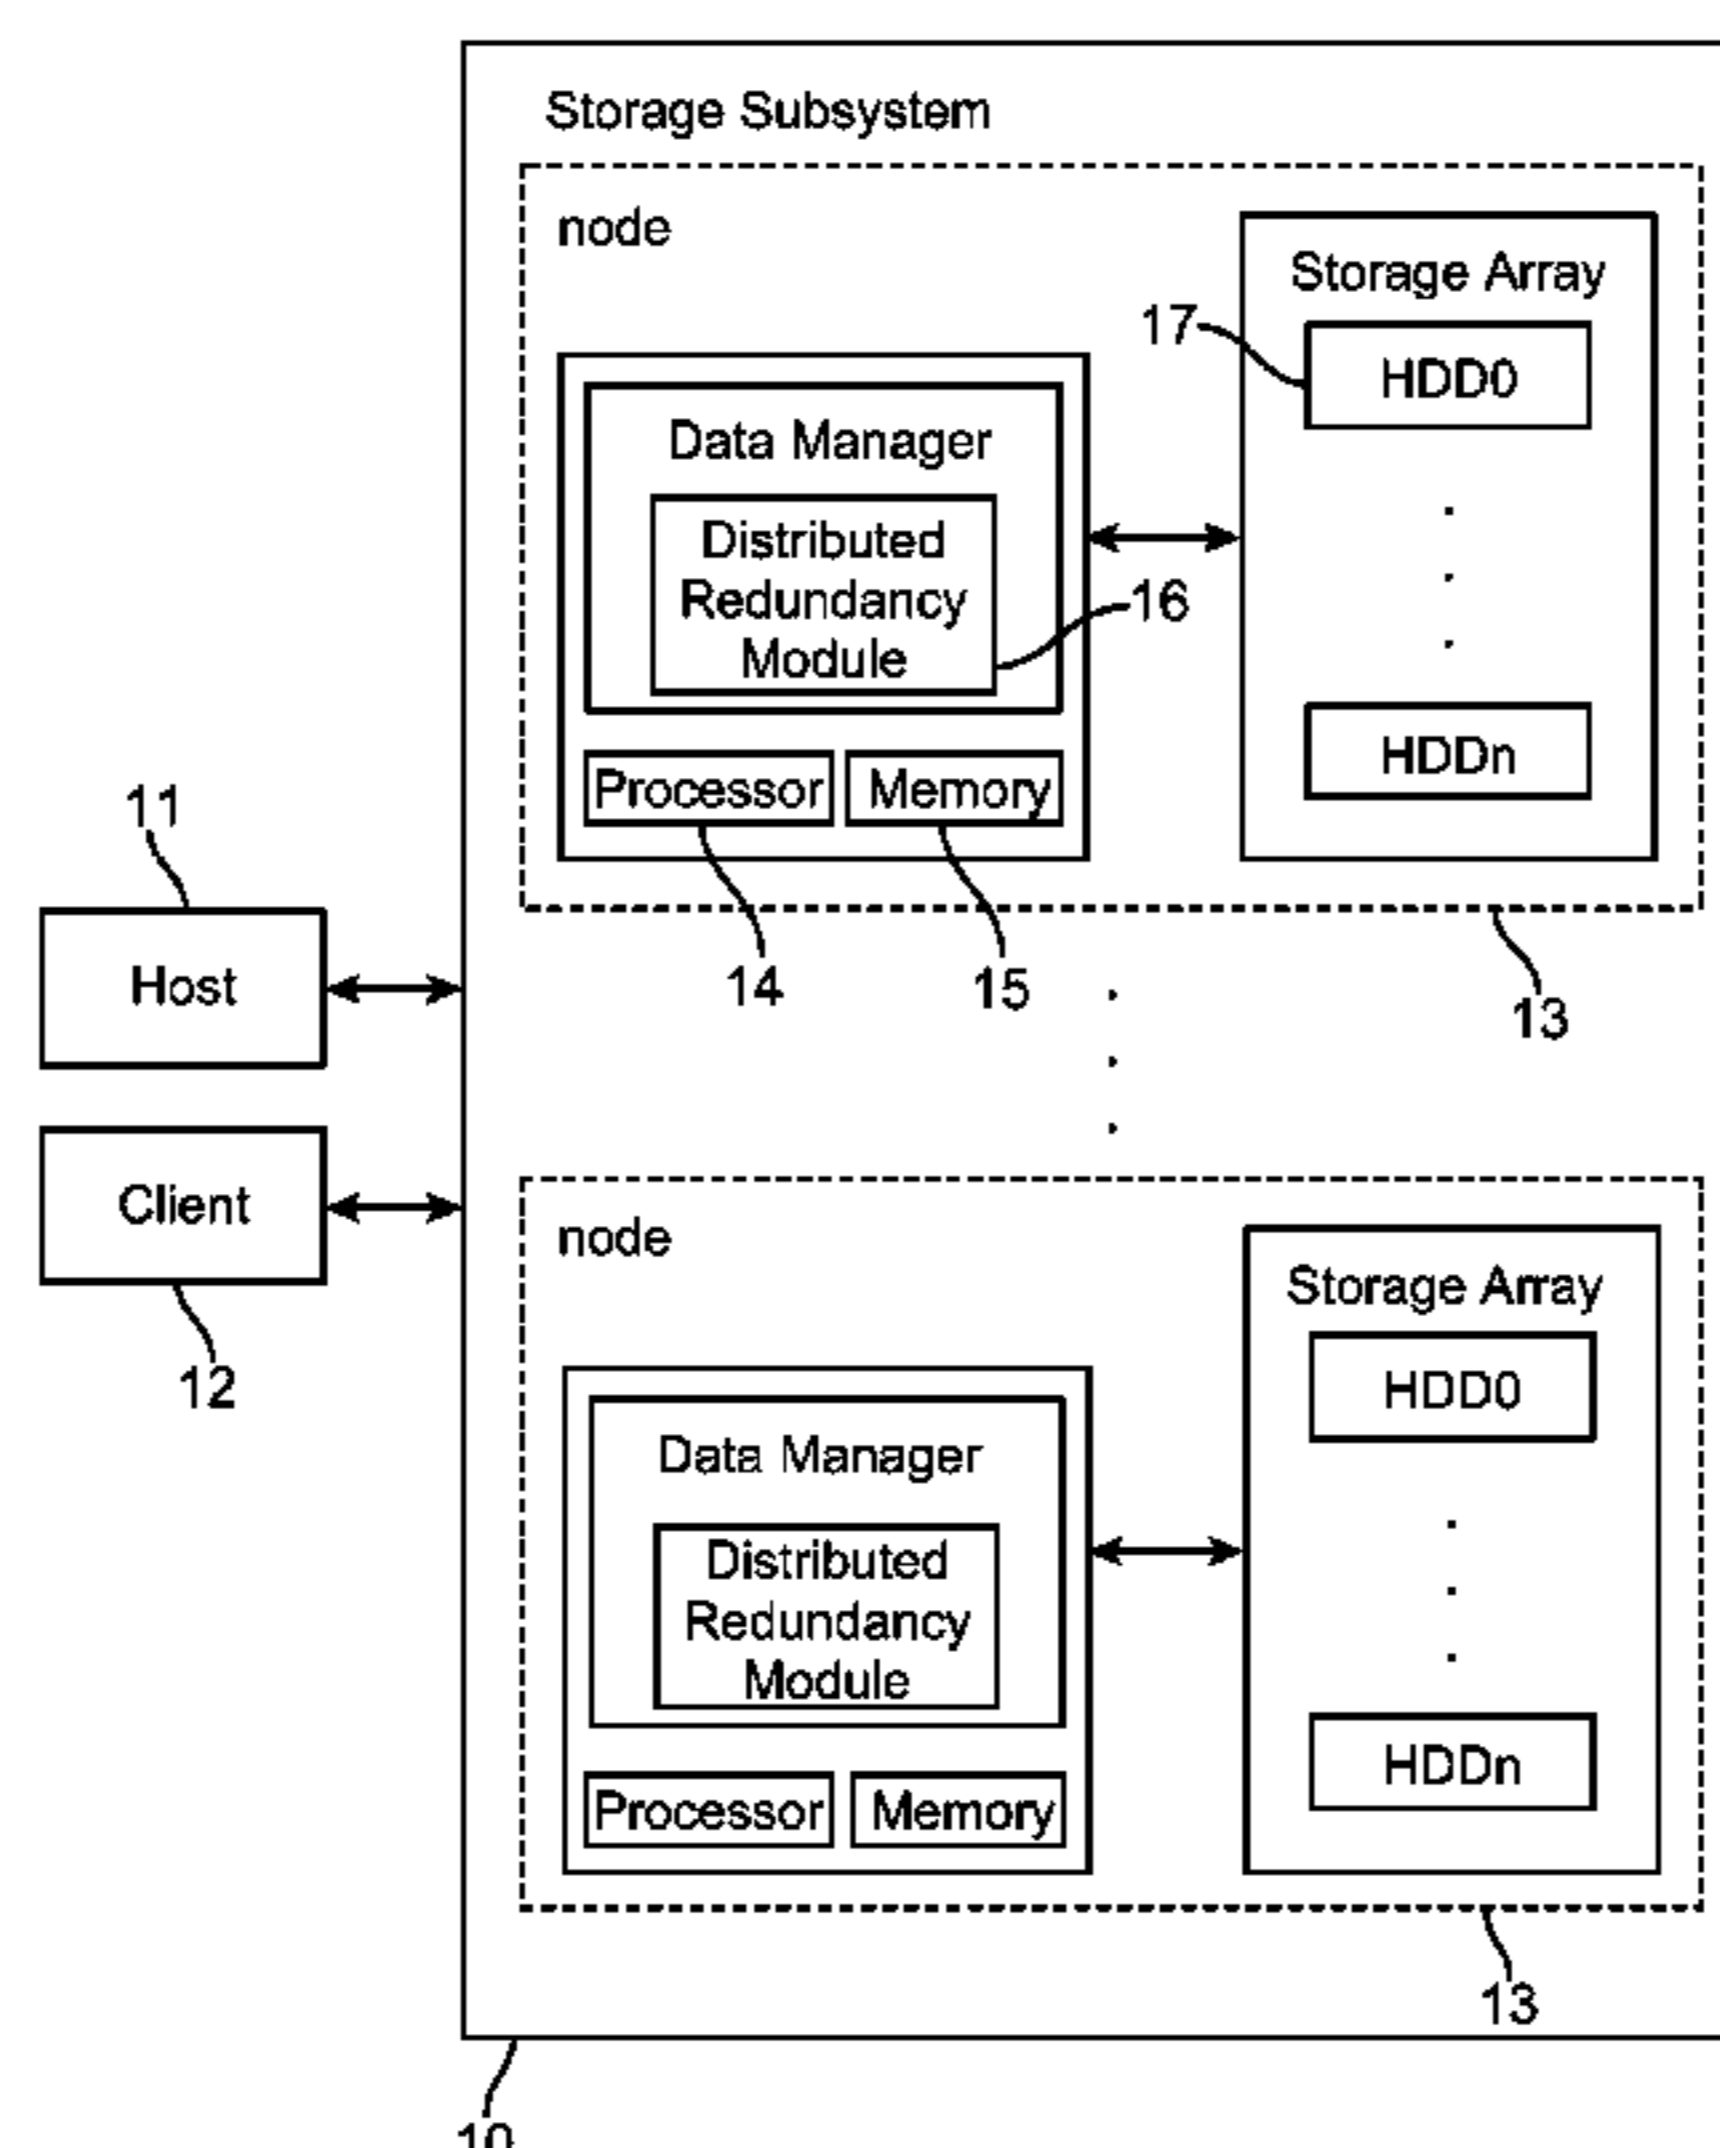 Storage Subsystem
node
Storage Array
17
HDD0
Data Manager
Distributed
Redundancy
Module
16
HDDn
Processor
Memory
11
Host
14
15
13
Client
12
node
Storage Array
HDD0
Data Manager
Distributed
Redundancy
Module
HDDn
Processor
Memory
13
10